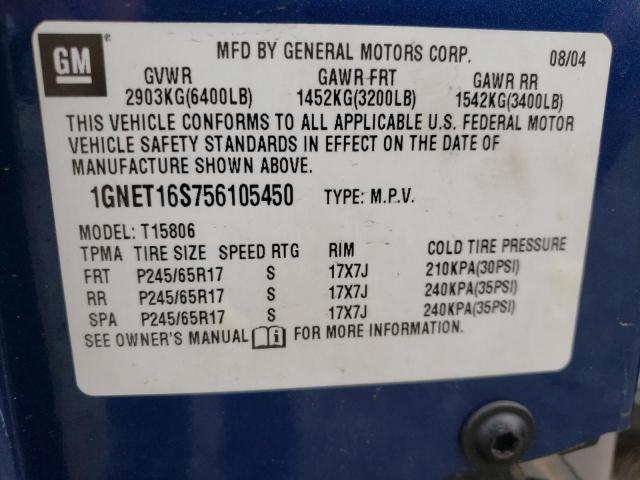 GM ®
MFD BY GENERAL MOTORS CORP. 08/04
GVWR GAWR FRT GAWR RR
2903KG(6400LB) 1452KG(3200LB) 1542KG(3400LB)
THIS VEHICLE CONFORMS TO ALL APPLICABLE U.S. FEDERAL MOTOR
VEHICLE SAFETY STANDARDS IN EFFECT ON THE DATE OF
MANUFACTURE SHOWN ABOVE.
1GNET16S756105450 TYPE: M.P.V.
MODEL: T15806
TPMA TIRE SIZE SPEED RTG RIM COLD TIRE PRESSURE
FRT P245/65R17 S 17X7J 210KPA(30PSI)
RR P245/65R17 S 17X7J 240KPA(35PSI)
SPA P245/65R17 S 17X7J 240KPA(35PSI)
SEE OWNER'S MANUAL i FOR MORE INFORMATION.